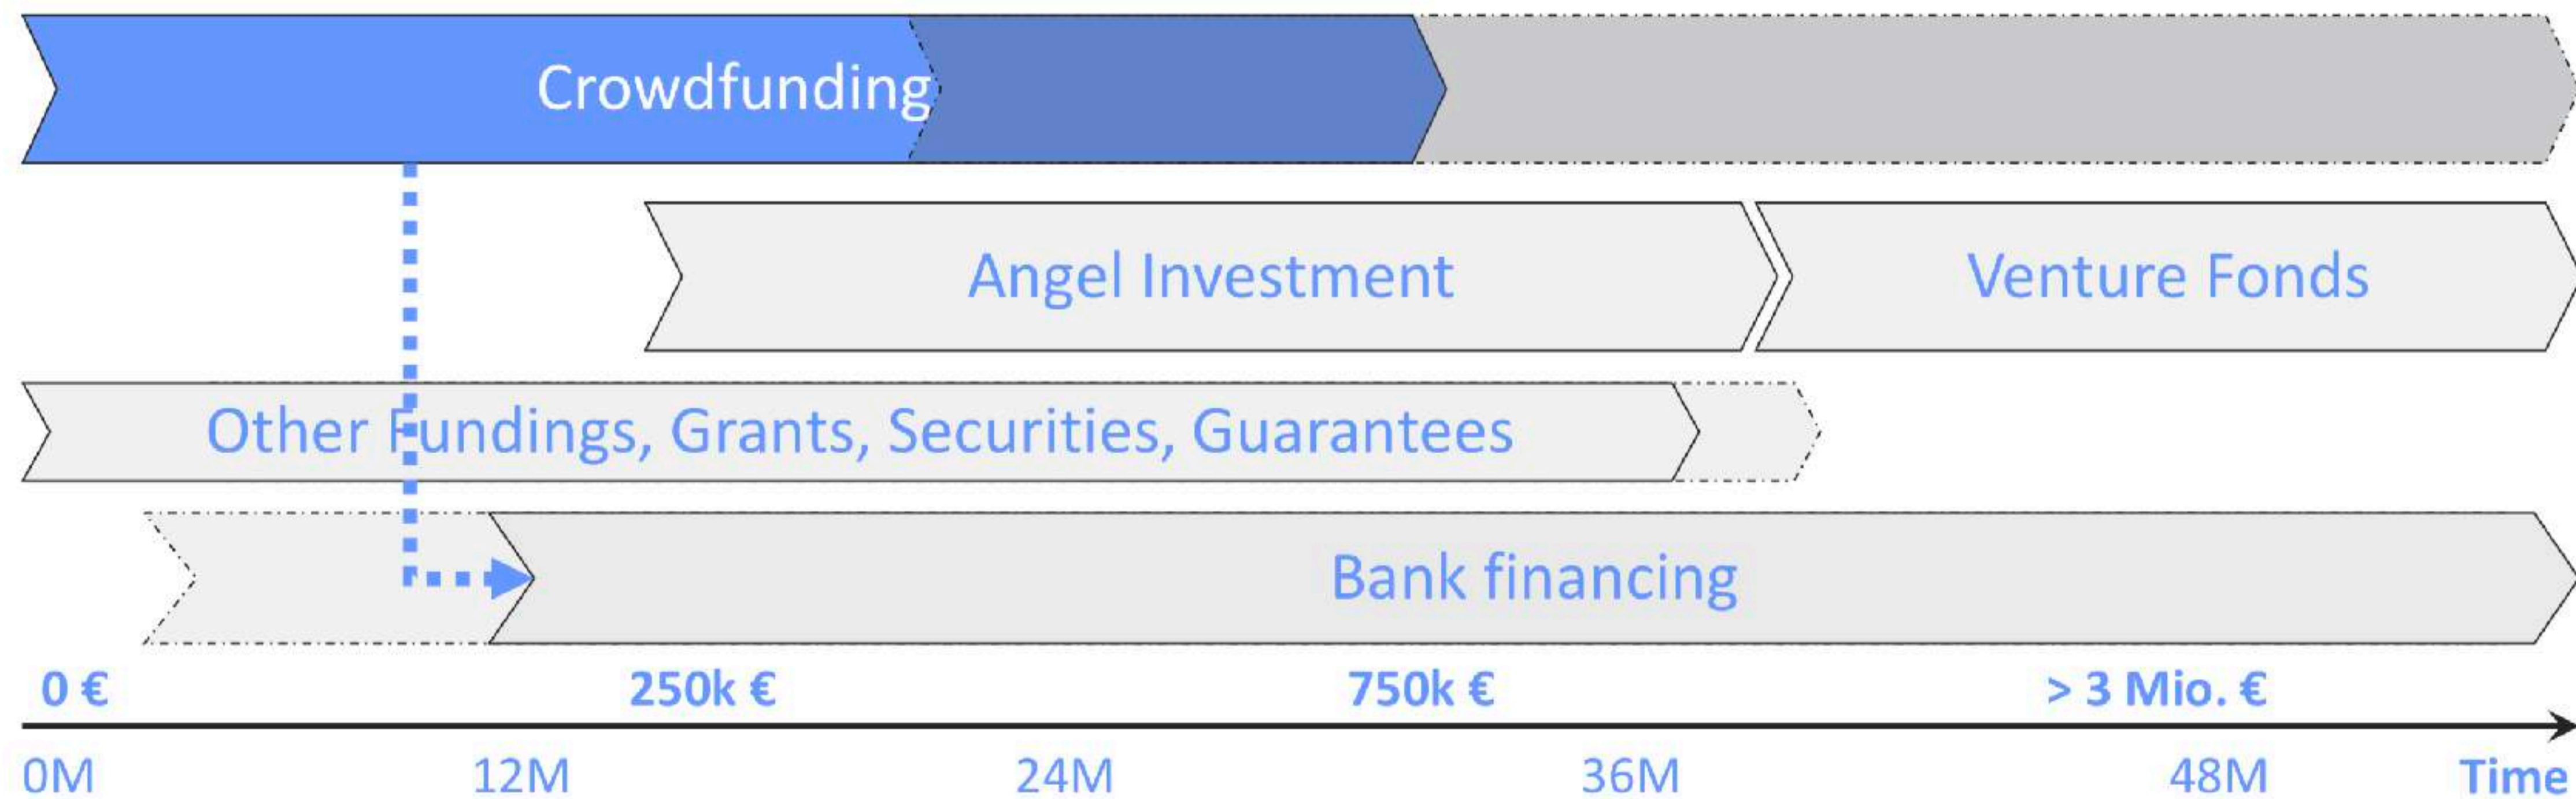 Crowdfunding
Angel Investment
Venture Fonds
Other Fundings, Grants, Securities, Guarantees
Bank financing
0 € 250k € 750k € > 3 Mio. €
0M 12M 24M 36M 48M Time